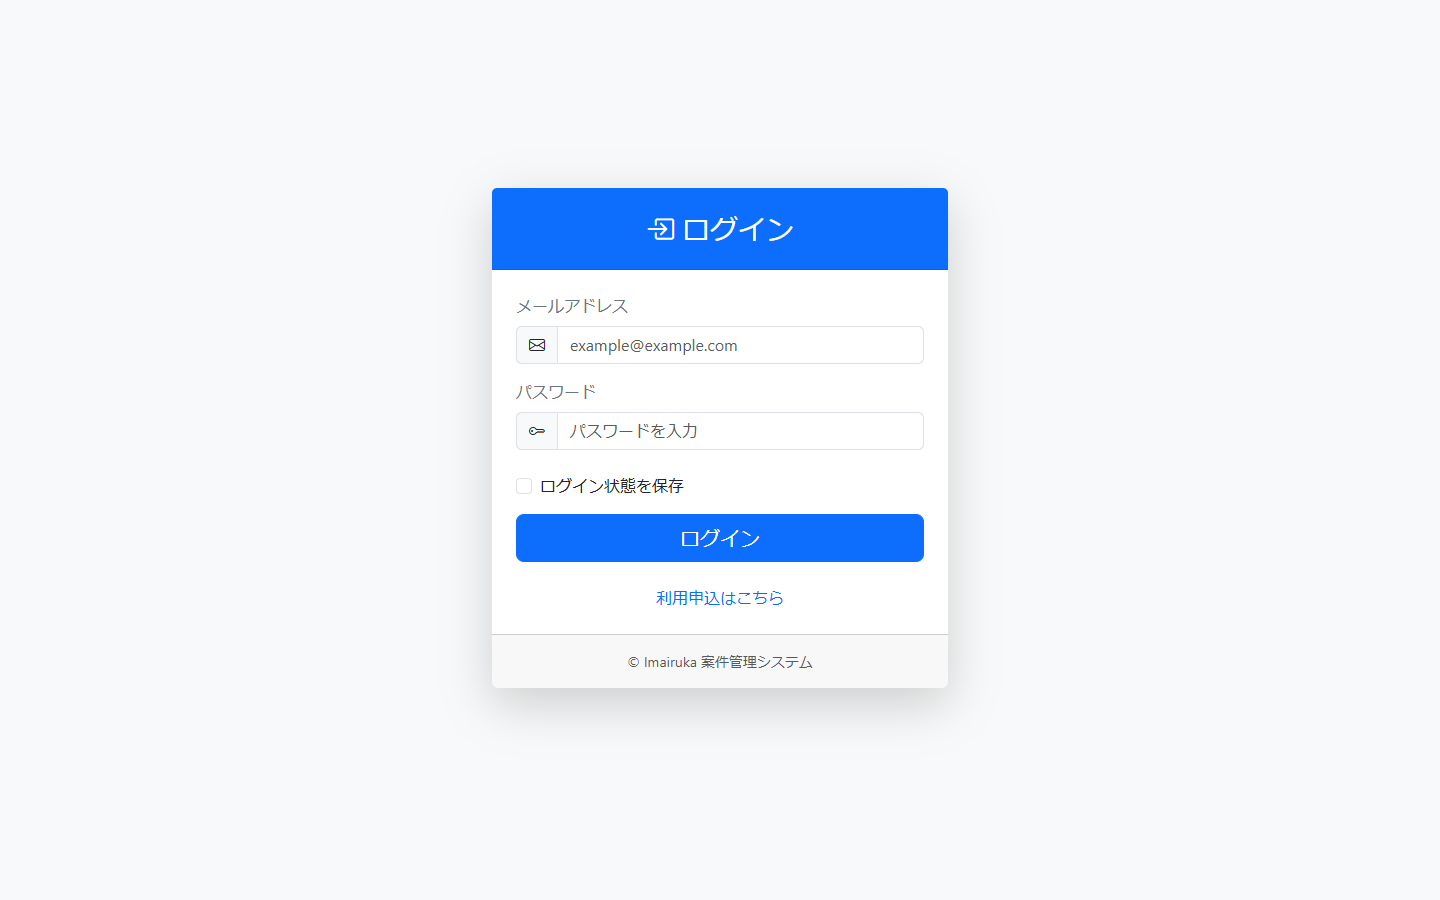 ログイン
メールアドレス
example@example.com
パスワード
パスワードを入力
ログイン状態を保存
ログイン
利用申込はこちら
© Imairuka 案件管理システム